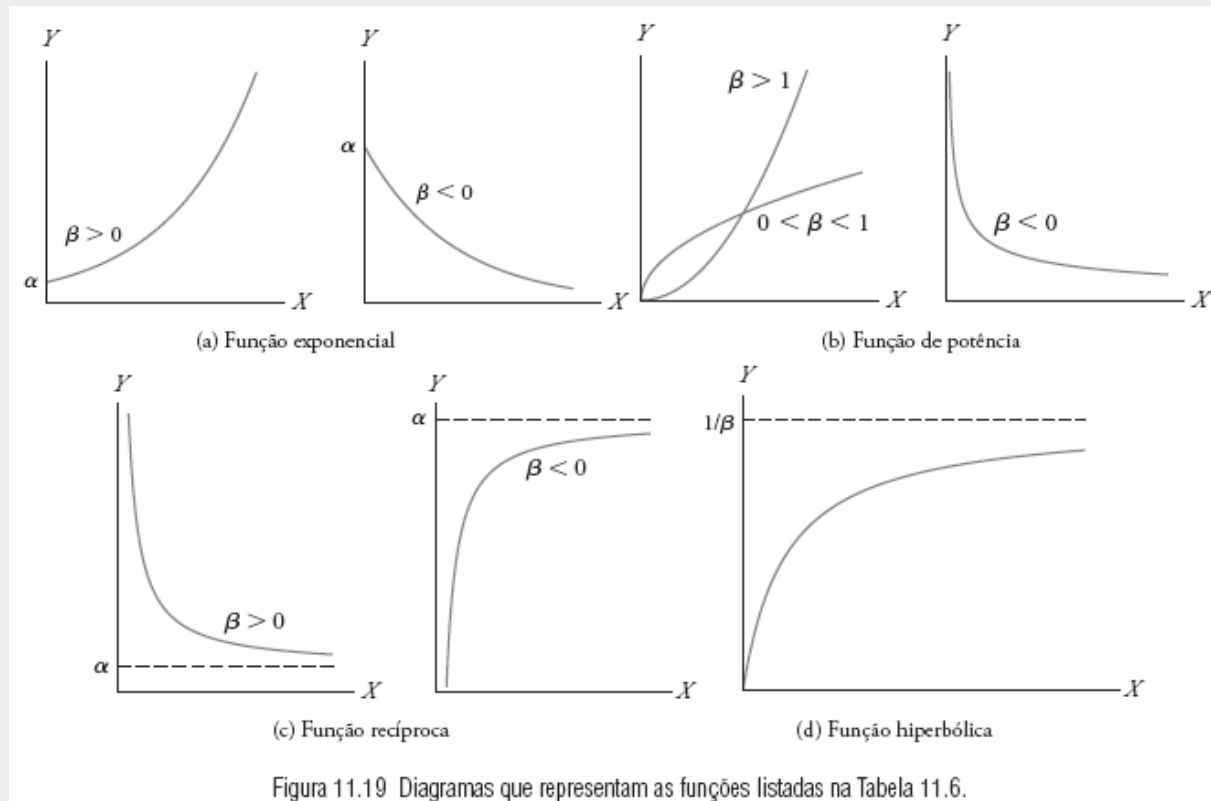 Y
α
β > 0
X
Y
α
β < 0
X
(a) Função exponencial
Y
β > 1
0 < β < 1
X
Y
β < 0
X
(b) Função de potência
Y
β > 0
α
X
Y
α
β < 0
X
(c) Função recíproca
Y
1/β
X
(d) Função hiperbólica
Figura 11.19 Diagramas que representam as funções listadas na Tabela 11.6.